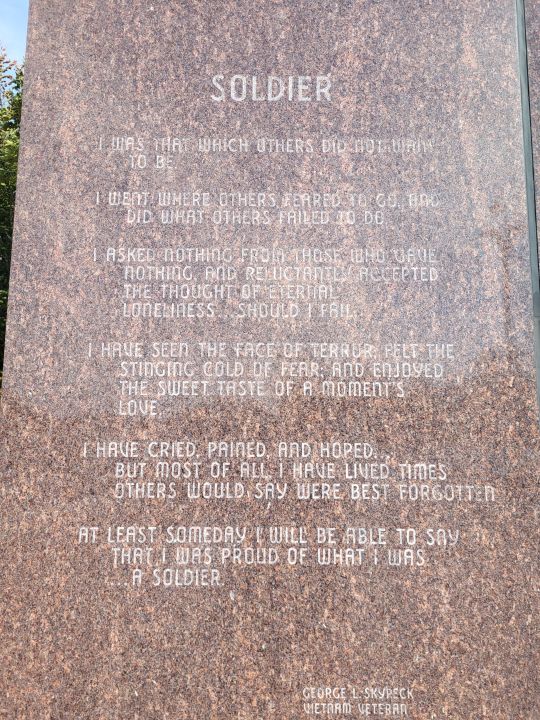 SOLDIER
I WAS THAT WHICH OTHERS DID NOT WANT
TO BE.
I WENT WHERE OTHERS FEARED TO GO, AND
DID WHAT OTHERS FAILED TO DO.
I ASKED NOTHING FROM THOSE WHO GAVE
NOTHING, AND RELUCTANTLY ACCEPTED
THE THOUGHT OF ETERNAL
LONELINESS...SHOULD I FAIL.
I HAVE SEEN THE FACE OF TERROR; FELT THE
STINGING COLD OF FEAR; AND ENJOYED
THE SWEET TASTE OF A MOMENT'S
LOVE.
I HAVE CRIED, PAINED, AND HOPED...
BUT MOST OF ALL, I HAVE LIVED TIMES
OTHERS WOULD SAY WERE BEST FORGOTTEN
AT LEAST SOMEDAY I WILL BE ABLE TO SAY
THAT I WAS PROUD OF WHAT I WAS
...A SOLDIER.
GEORGE L. SKYPECK
VIETNAM VETERAN